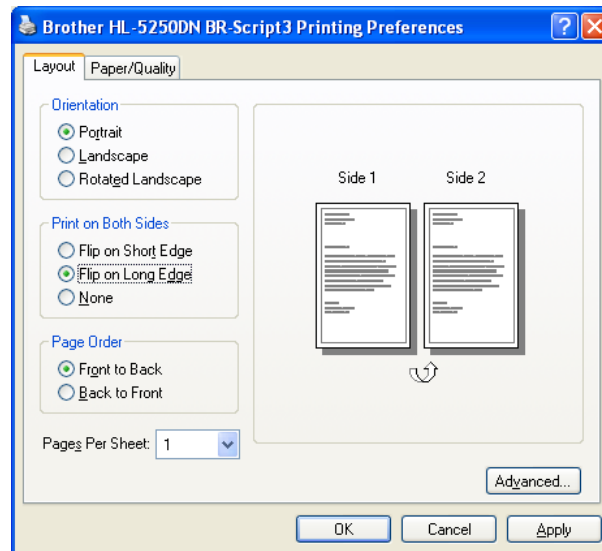 Brother HL-5250DN BR-Script3 Printing Preferences
Layout
Paper/Quality
Orientation
Portrait
Landscape
Rotated Landscape
Print on Both Sides
Flip on Short Edge
Flip on Long Edge
None
Page Order
Front to Back
Back to Front
Pages Per Sheet: 1
Side 1
Side 2
Advanced...
OK
Cancel
Apply